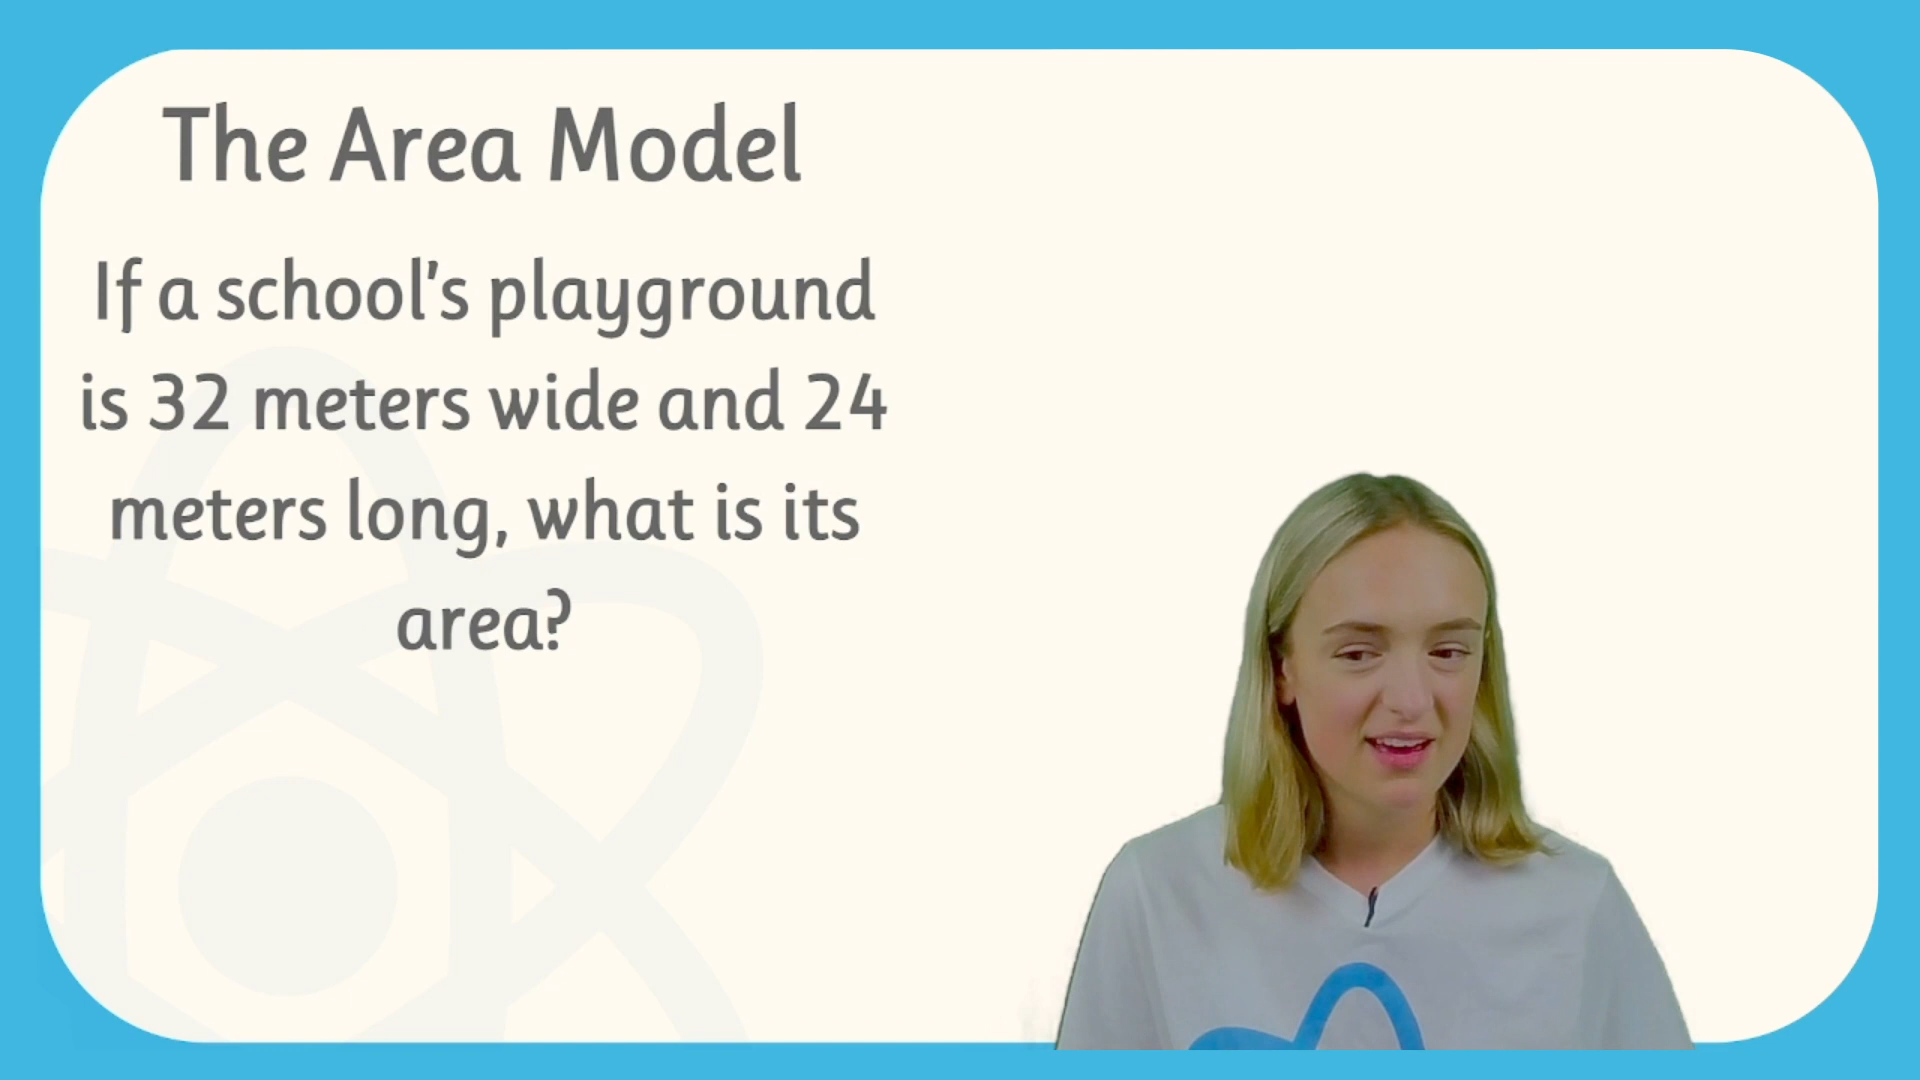 The Area Model
If a school's playground
is 32 meters wide and 24
meters long, what is its
area?